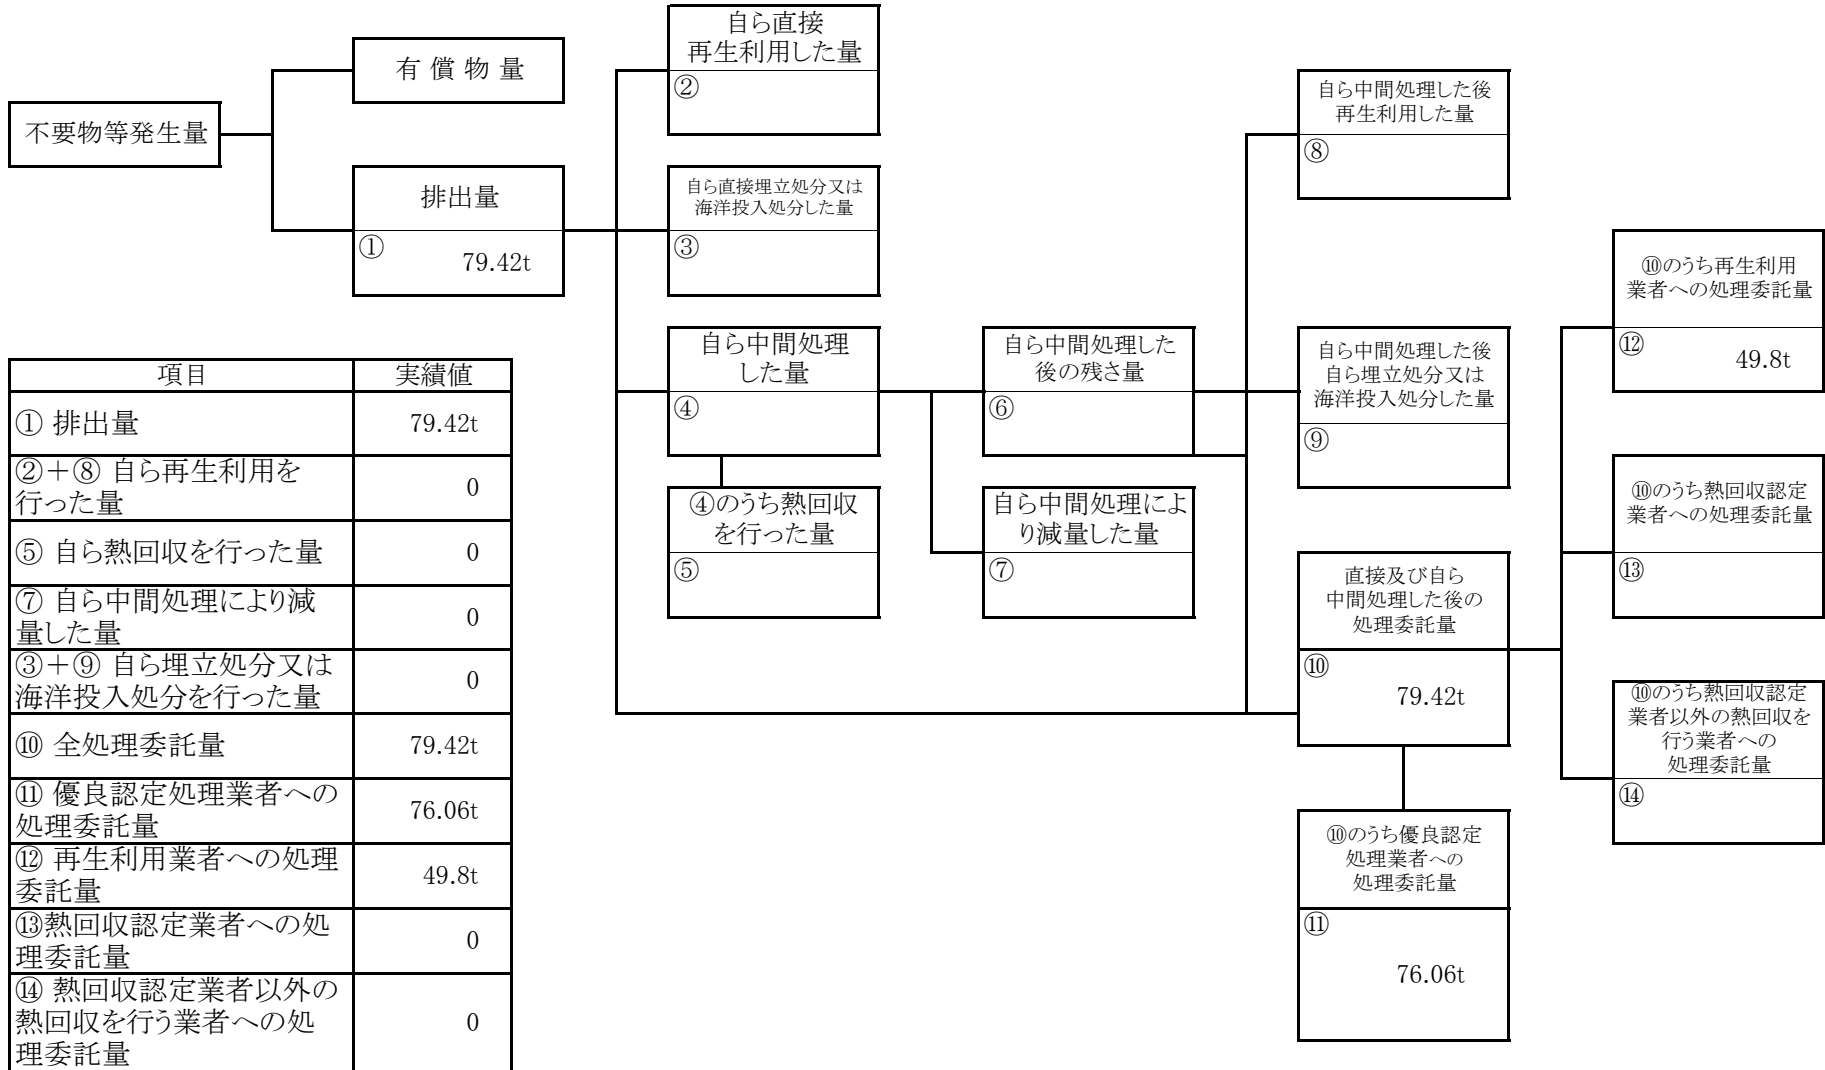 不要物等発生量
有 償 物 量
排出量
①
79.42t
自ら直接
再生利用した量
②
自ら直接埋立処分又は
海洋投入処分した量
③
自ら中間処理
した量
④
④のうち熱回収
を行った量
⑤
自ら中間処理した
後の残さ量
⑥
自ら中間処理によ
り減量した量
⑦
自ら中間処理した後
再生利用した量
⑧
自ら中間処理した後
自ら埋立処分又は
海洋投入処分した量
⑨
直接及び自ら
中間処理した後の
処理委託量
⑩
79.42t
⑩のうち優良認定
処理業者への
処理委託量
⑪
76.06t
⑩のうち再生利用
業者への処理委託量
⑫
49.8t
⑩のうち熱回収認定
業者への処理委託量
⑬
⑩のうち熱回収認定
業者以外の熱回収を
行う業者への
処理委託量
⑭
項目 実績値
① 排出量 79.42t
②＋⑧ 自ら再生利用を
行った量 0
⑤ 自ら熱回収を行った量 0
⑦ 自ら中間処理により減
量した量 0
③＋⑨ 自ら埋立処分又は
海洋投入処分を行った量 0
⑩ 全処理委託量 79.42t
⑪ 優良認定処理業者への
処理委託量 76.06t
⑫ 再生利用業者への処理
委託量 49.8t
⑬熱回収認定業者への処
理委託量 0
⑭ 熱回収認定業者以外の
熱回収を行う業者への処
理委託量 0